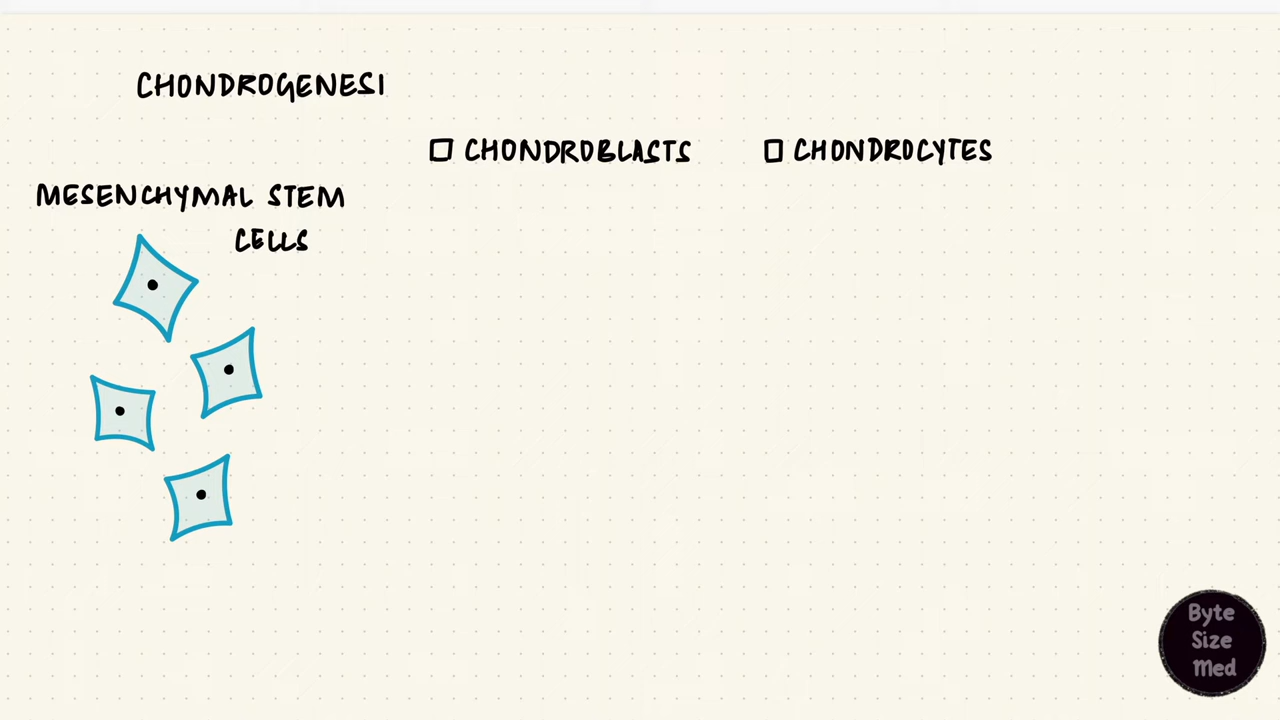 CHONDROGENESI
CHONDROBLASTS
CHONDROCYTES
MESENCHYMAL STEM
CELLS
Byte
Size
Med